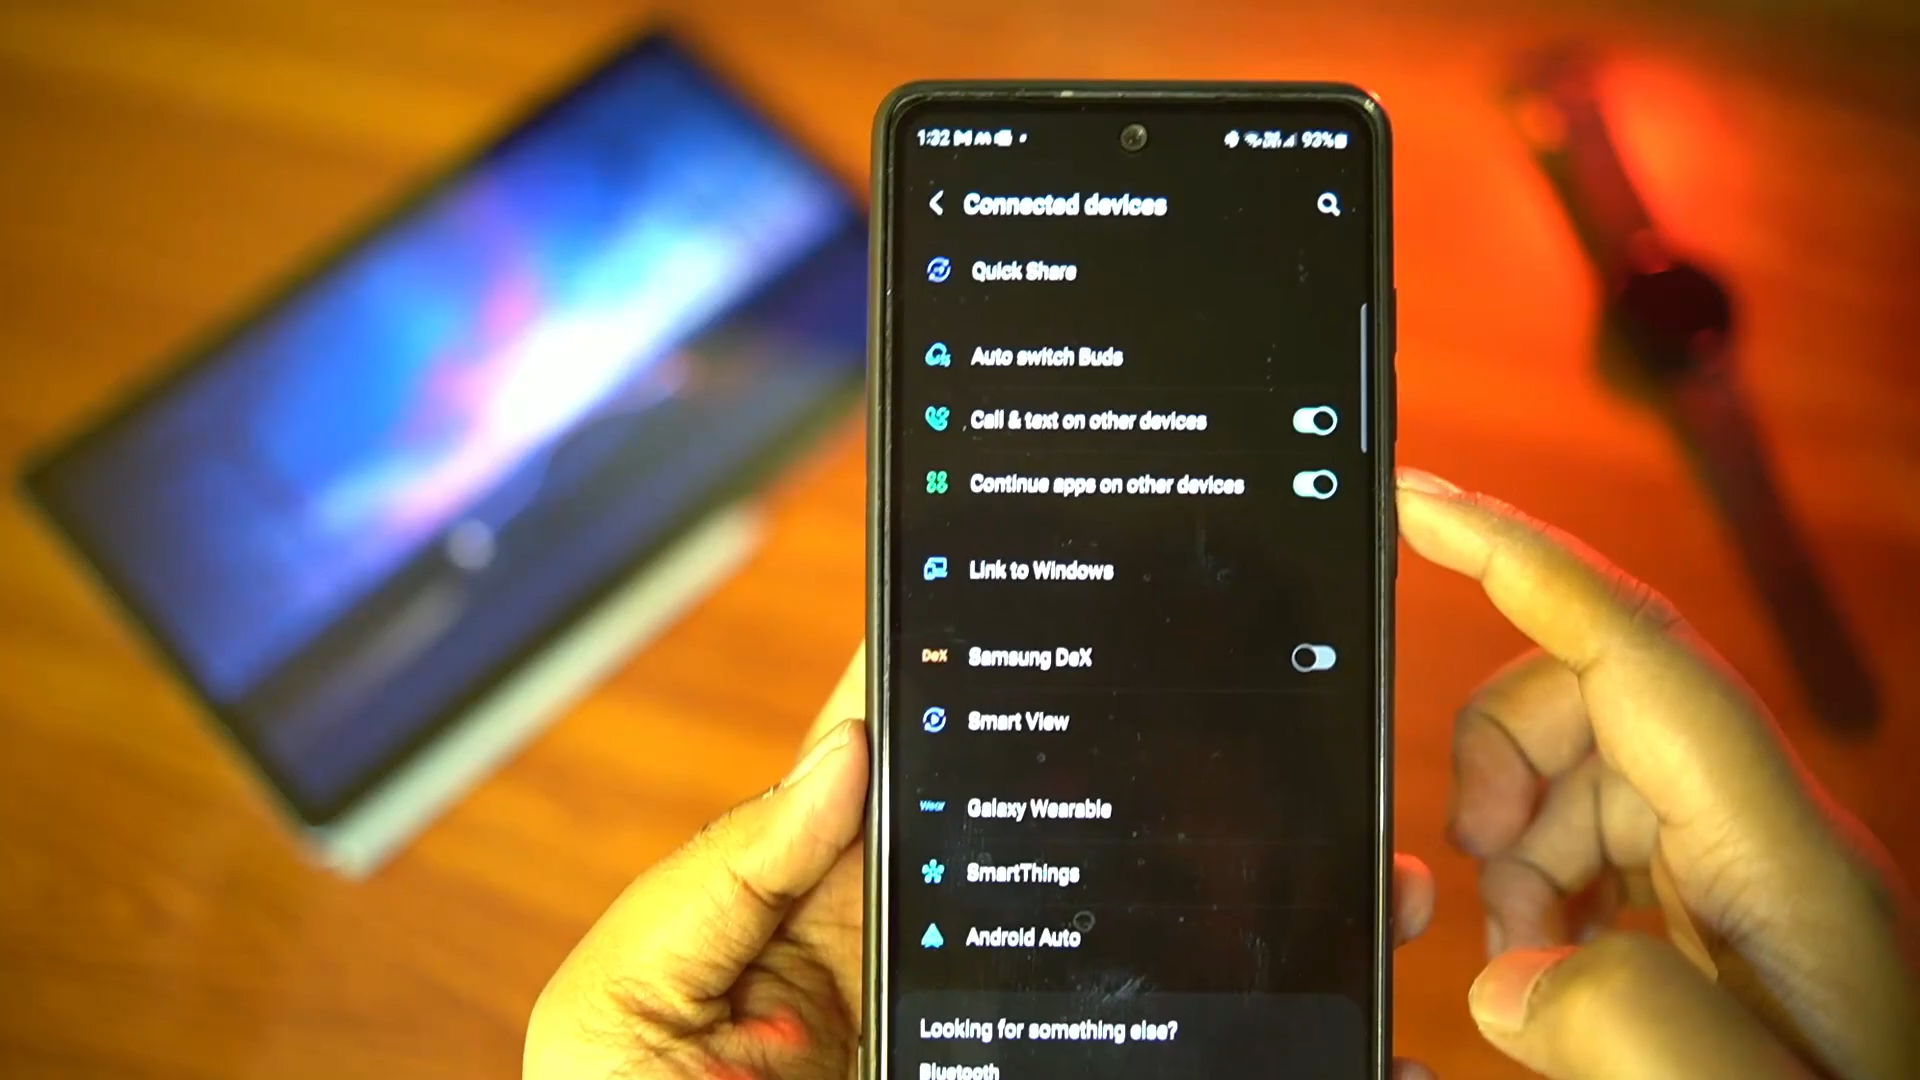 1:32 93%
Connected devices
Quick Share
Auto switch Buds
Call & text on other devices
Continue apps on other devices
Link to Windows
DeX Samsung DeX
Smart View
Wear Galaxy Wearable
SmartThings
Android Auto
Looking for something else?
Bluetooth